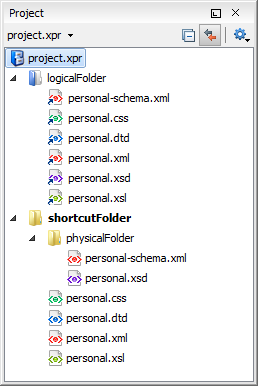 Project
project.xpr
project.xpr
logicalFolder
personal-schema.xml
personal.css
personal.dtd
personal.xml
personal.xsd
personal.xsl
shortcutFolder
physicalFolder
personal-schema.xml
personal.xsd
personal.css
personal.dtd
personal.xml
personal.xsl